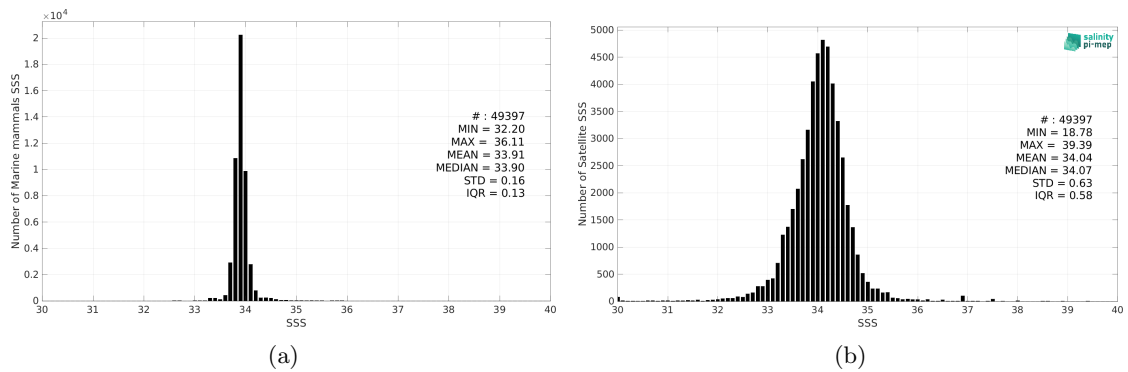 ×10^4
2
1.8
1.6
1.4
1.2
1
0.8
0.6
0.4
0.2
0
Number of Marine mammals SSS
# : 49397
MIN = 32.20
MAX = 36.11
MEAN = 33.91
MEDIAN = 33.90
STD = 0.16
IQR = 0.13
30 31 32 33 34 35 36 37 38 39 40
SSS
(a)
5000
4500
4000
3500
3000
2500
2000
1500
1000
500
0
Number of Satellite SSS
salinity
pi-mep
# : 49397
MIN = 18.78
MAX = 39.39
MEAN = 34.04
MEDIAN = 34.07
STD = 0.63
IQR = 0.58
30 31 32 33 34 35 36 37 38 39 40
SSS
(b)